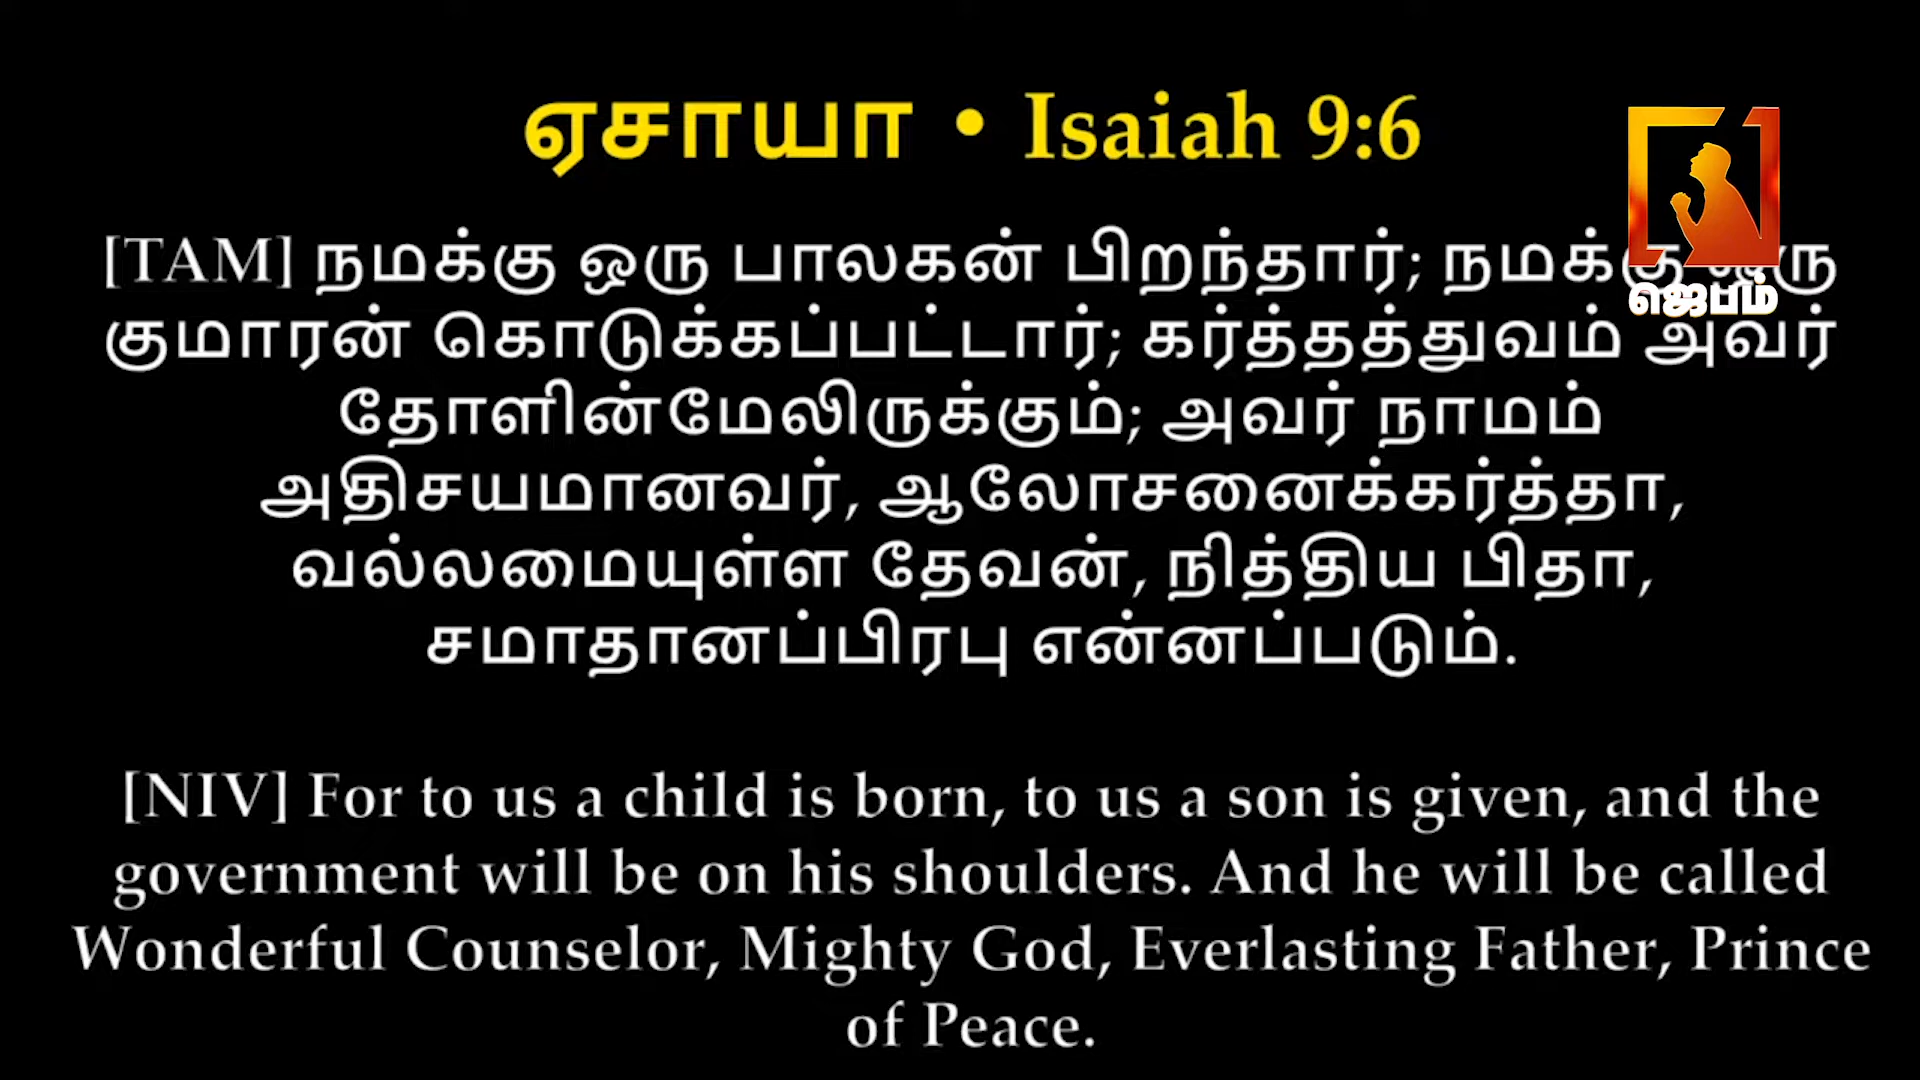 ஏசாயா • Isaiah 9:6
[TAM] நமக்கு ஒரு பாலகன் பிறந்தார்; நமக்கு ஒரு
ஜெபம்
குமாரன் கொடுக்கப்பட்டார்; கர்த்தத்துவம் அவர்
தோளின்மேலிருக்கும்; அவர் நாமம்
அதிசயமானவர், ஆலோசனைக்கர்த்தா,
வல்லமையுள்ள தேவன், நித்திய பிதா,
சமாதானப்பிரபு என்னப்படும்.
[NIV] For to us a child is born, to us a son is given, and the
government will be on his shoulders. And he will be called
Wonderful Counselor, Mighty God, Everlasting Father, Prince
of Peace.